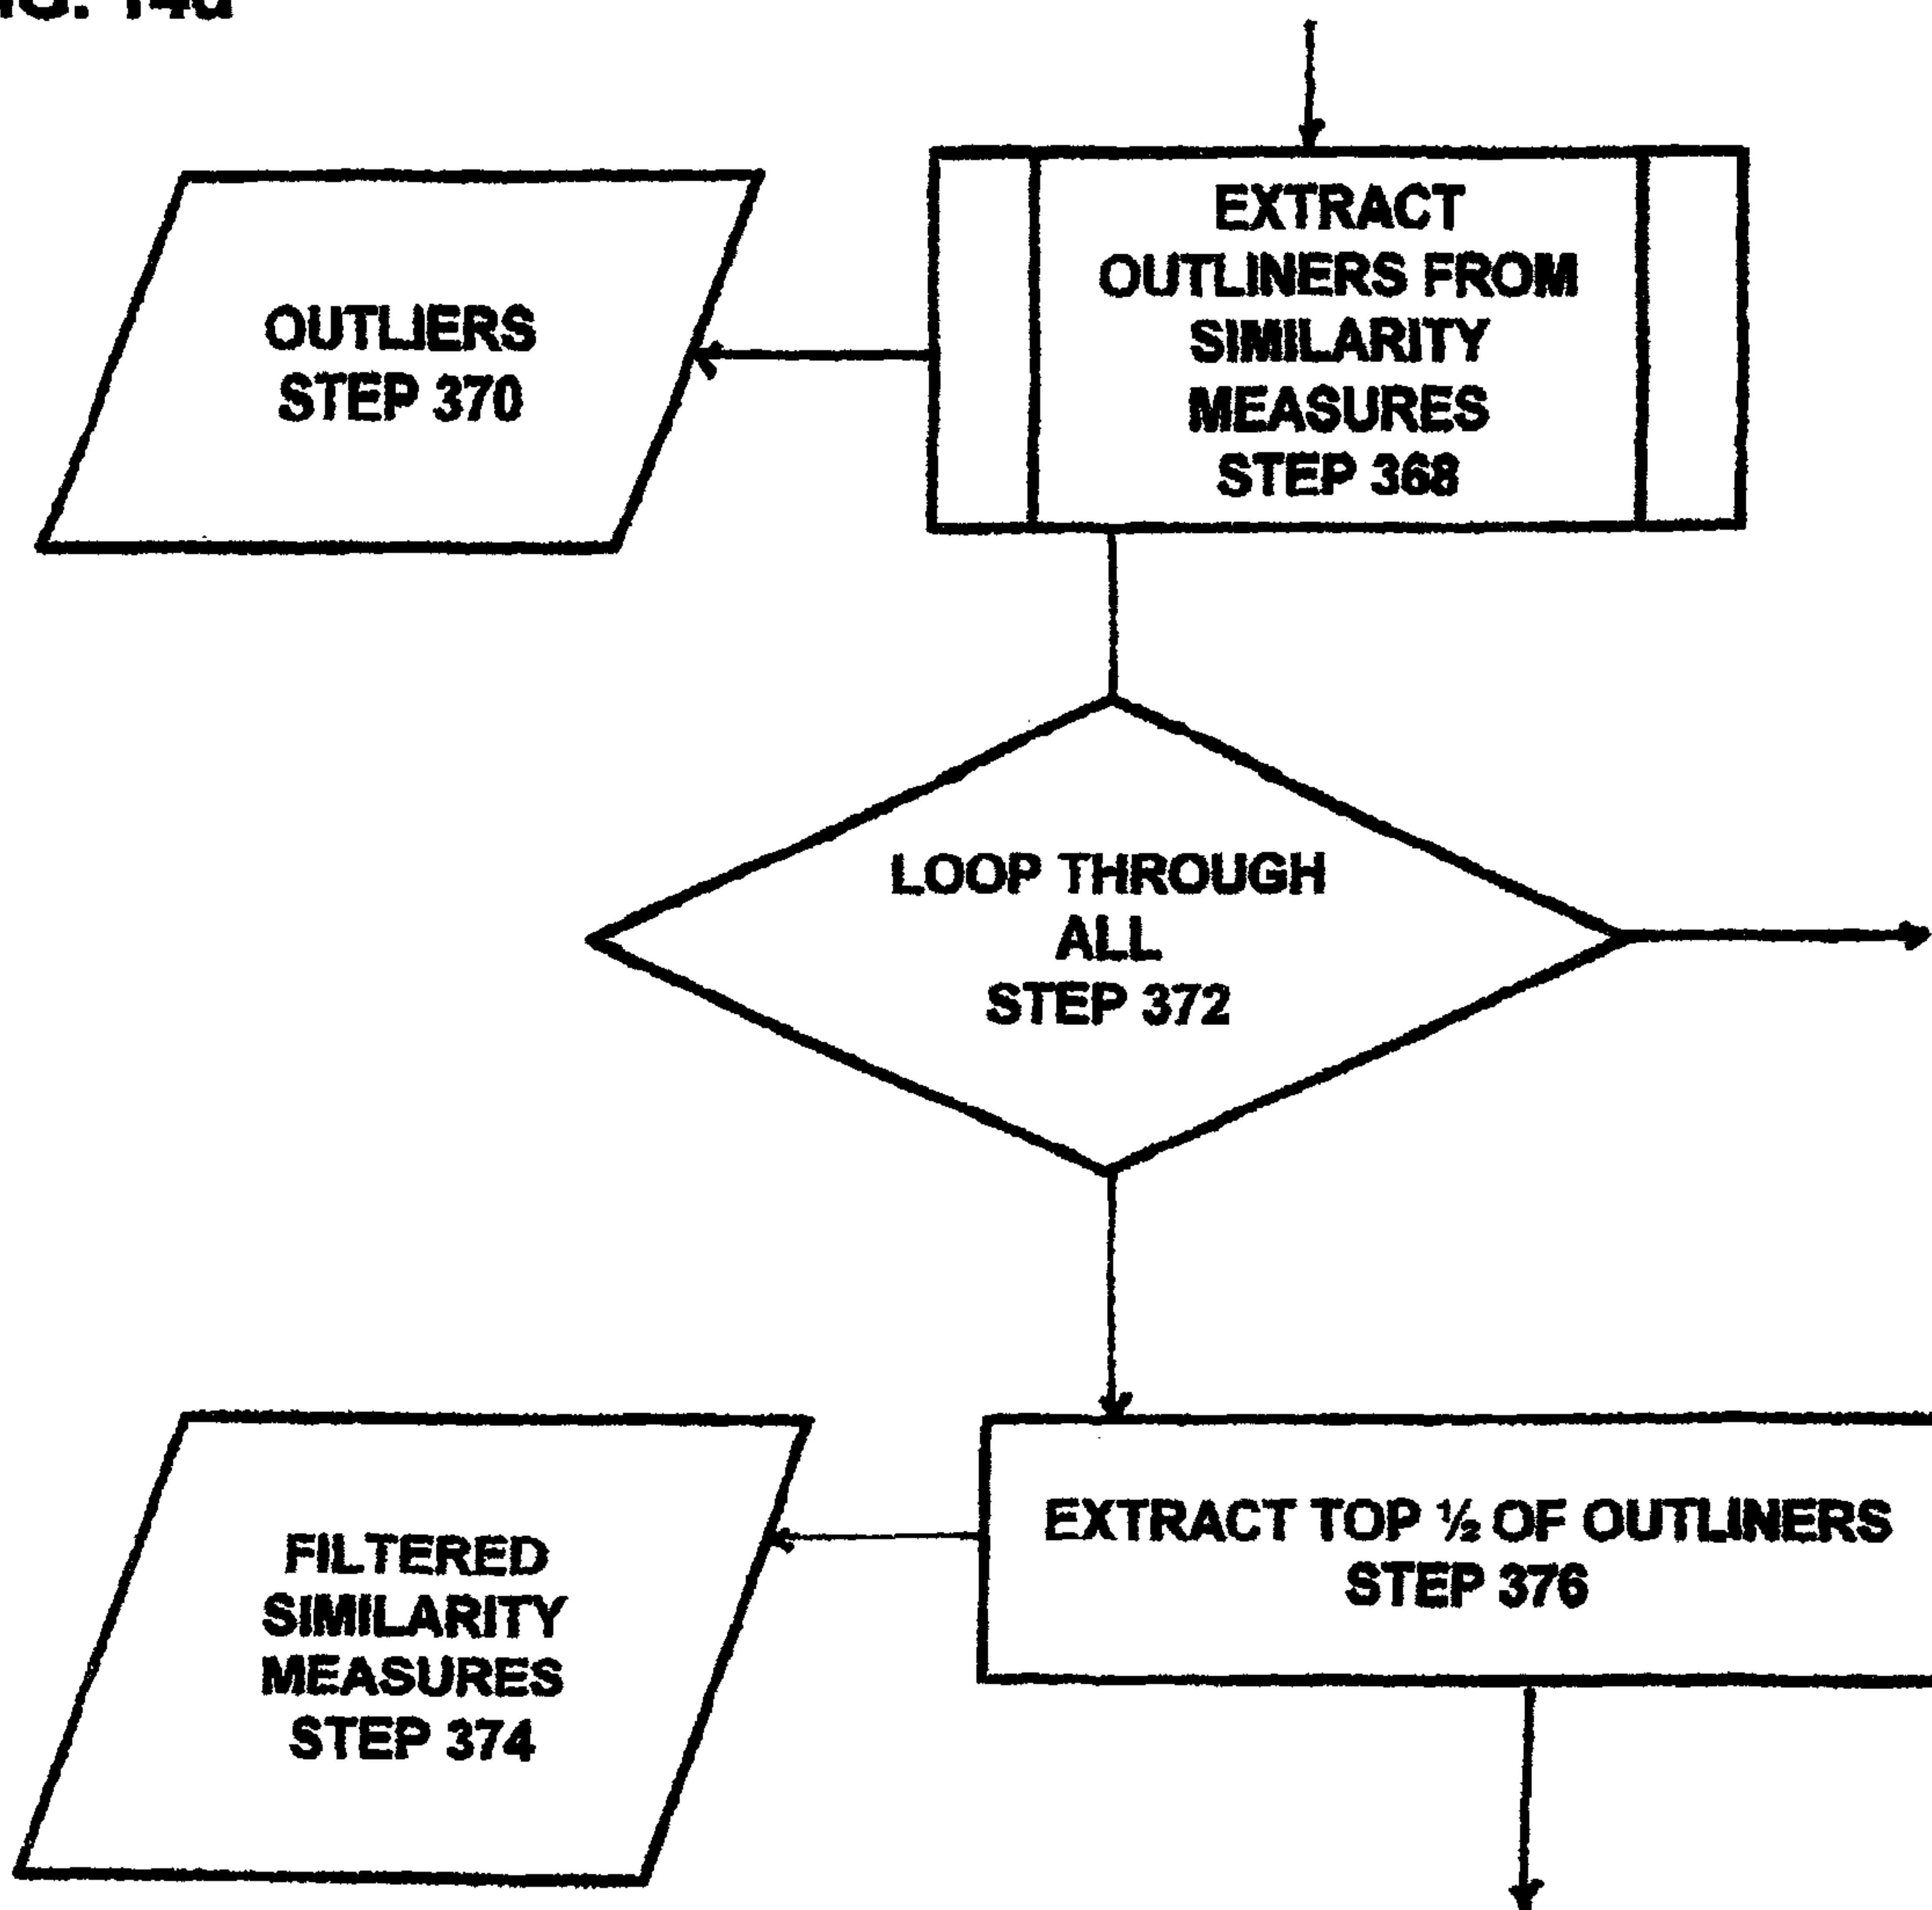 EXTRACT
OUTLINERS FROM
SIMILARITY
MEASURES
STEP 368
OUTLIERS
STEP 370
LOOP THROUGH
ALL
STEP 372
EXTRACT TOP ½ OF OUTLINERS
STEP 376
FILTERED
SIMILARITY
MEASURES
STEP 374